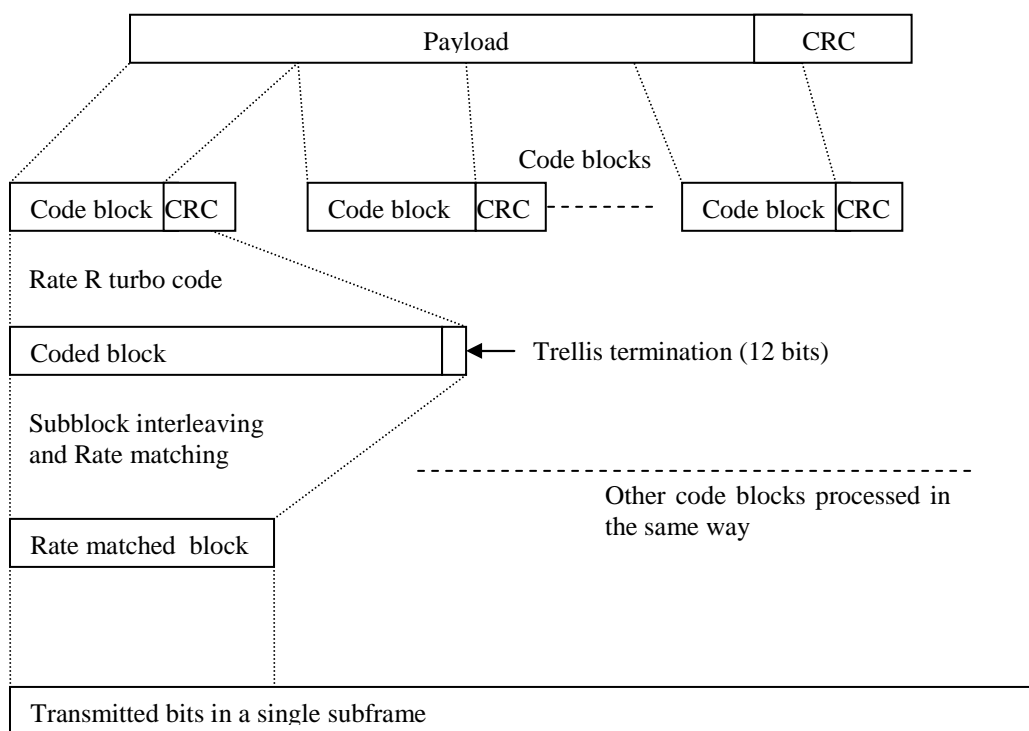 Payload CRC
Code blocks
Code block CRC Code block CRC Code block CRC
Rate R turbo code
Coded block
Trellis termination (12 bits)
Subblock interleaving
and Rate matching
Other code blocks processed in
the same way
Rate matched block
Transmitted bits in a single subframe